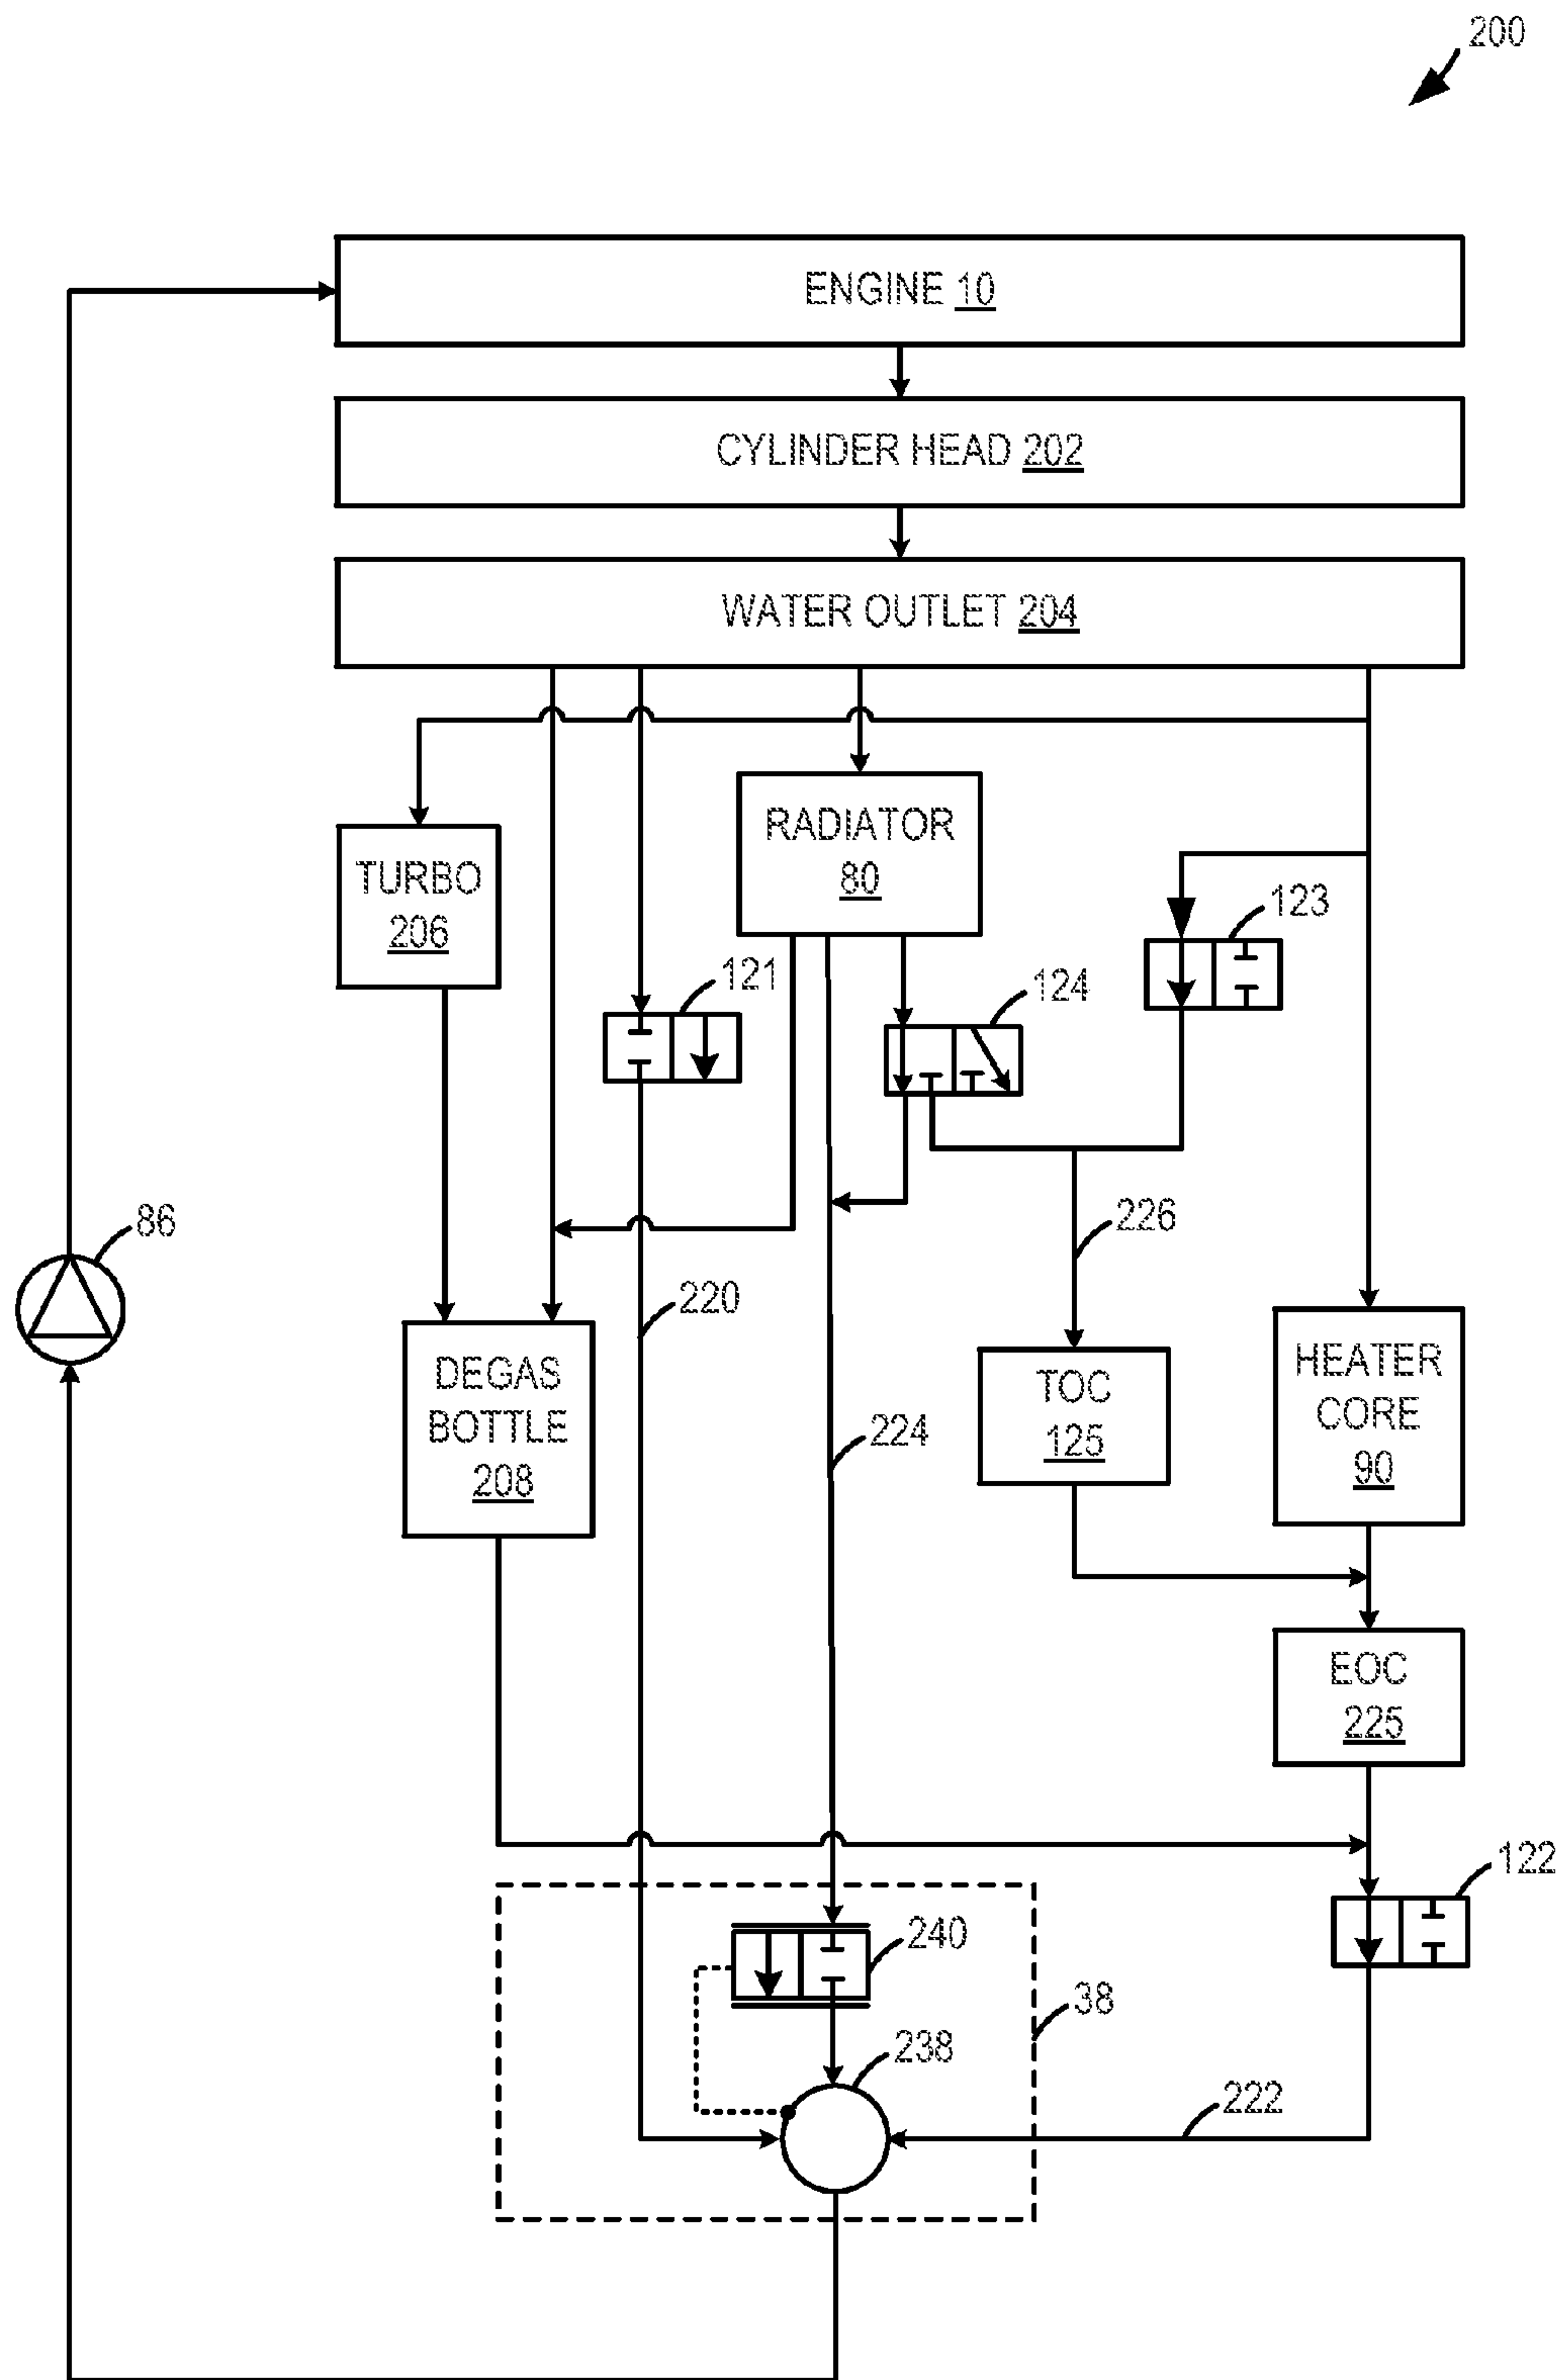 200
ENGINE 10
CYLINDER HEAD 202
WATER OUTLET 204
RADIATOR
80
TURBO
206
123
121
124
86
226
220
DEGAS
BOTTLE
208
224
TOC
125
HEATER
CORE
90
EOC
225
122
240
38
238
222